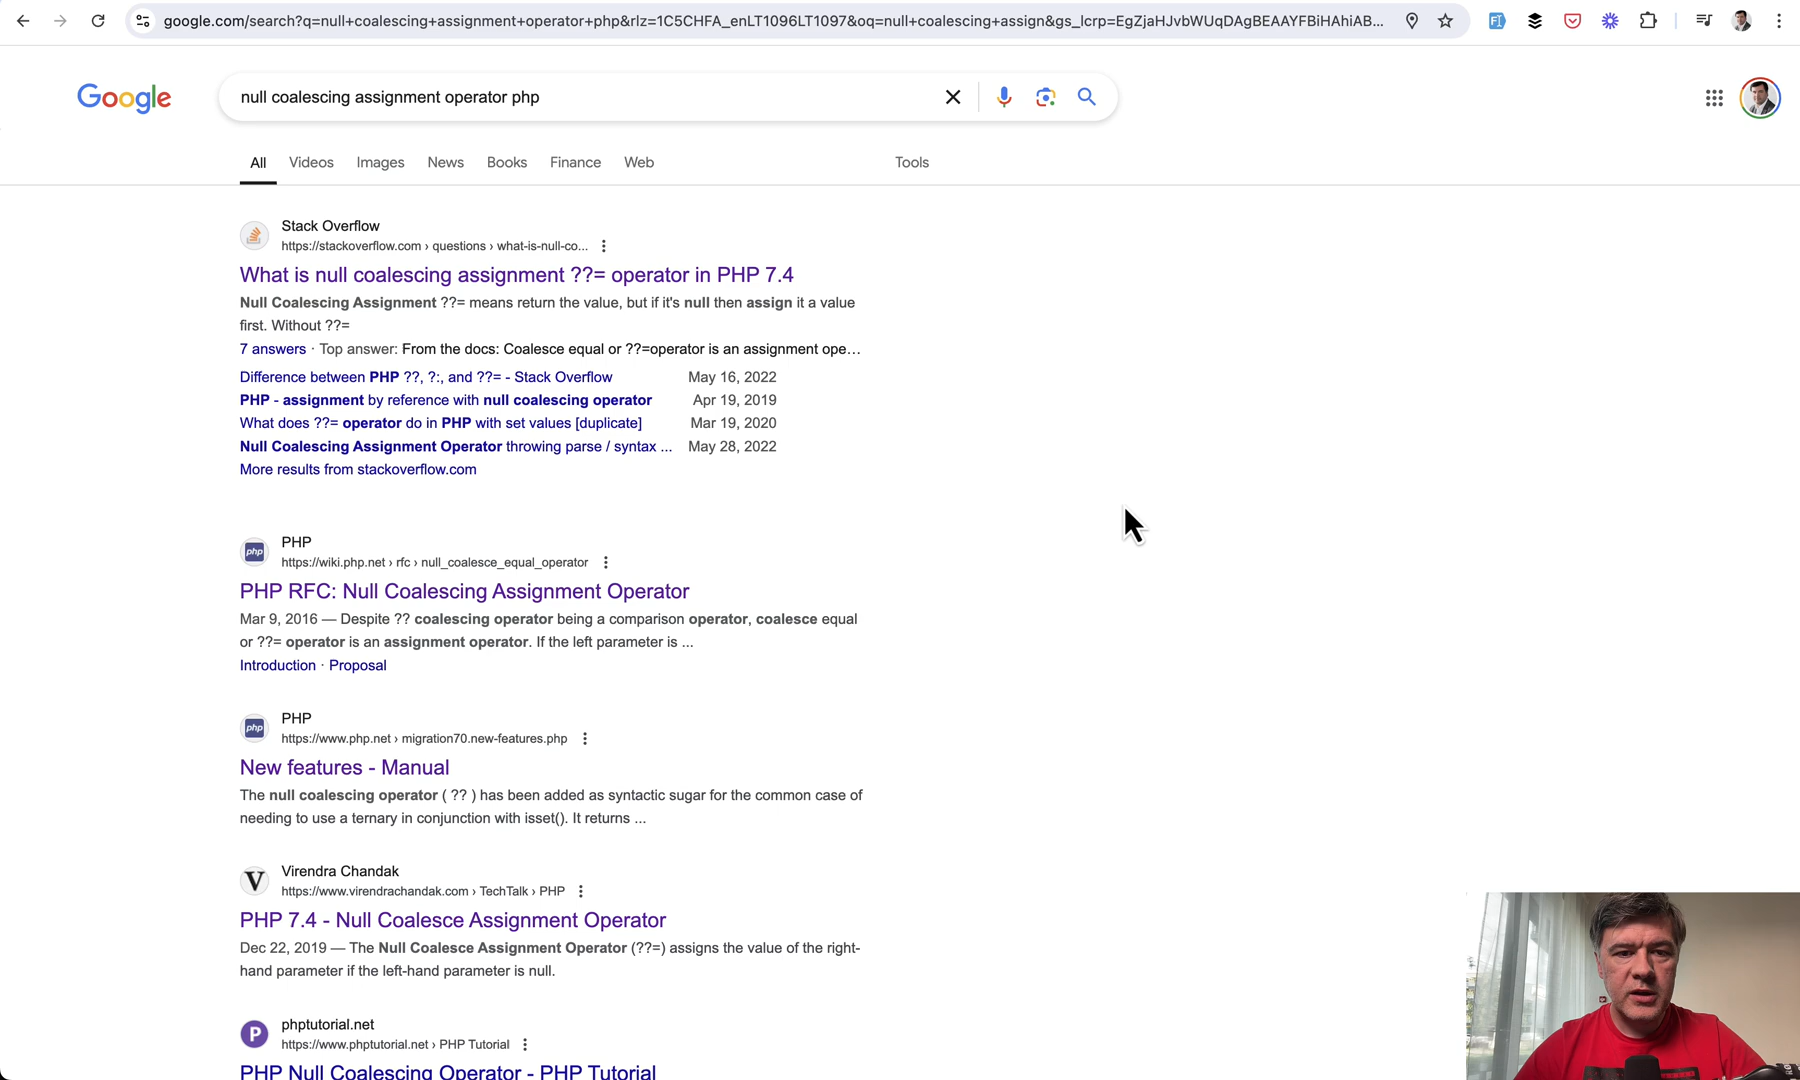 google.com/search?q=null+coalescing+assignment+operator+php&rlz=1C5CHFA_enLT1096LT1097&oq=null+coalescing+assign&gs_lcrp=EgZjaHJvbWUqDAgBEAAYFBiHAhiAB...
Google
null coalescing assignment operator php
All Videos Images News Books Finance Web Tools
Stack Overflow
https://stackoverflow.com › questions › what-is-null-co...
What is null coalescing assignment ??= operator in PHP 7.4
Null Coalescing Assignment ??= means return the value, but if it's null then assign it a value
first. Without ??=
7 answers · Top answer: From the docs: Coalesce equal or ??=operator is an assignment ope…
Difference between PHP ??, ?:, and ??= - Stack Overflow May 16, 2022
PHP - assignment by reference with null coalescing operator Apr 19, 2019
What does ??= operator do in PHP with set values [duplicate] Mar 19, 2020
Null Coalescing Assignment Operator throwing parse / syntax ... May 28, 2022
More results from stackoverflow.com
php
PHP
https://wiki.php.net › rfc › null_coalesce_equal_operator
PHP RFC: Null Coalescing Assignment Operator
Mar 9, 2016 — Despite ?? coalescing operator being a comparison operator, coalesce equal
or ??= operator is an assignment operator. If the left parameter is ...
Introduction · Proposal
php
PHP
https://www.php.net › migration70.new-features.php
New features - Manual
The null coalescing operator ( ?? ) has been added as syntactic sugar for the common case of
needing to use a ternary in conjunction with isset(). It returns ...
V
Virendra Chandak
https://www.virendrachandak.com › TechTalk › PHP
PHP 7.4 - Null Coalesce Assignment Operator
Dec 22, 2019 — The Null Coalesce Assignment Operator (??=) assigns the value of the right-
hand parameter if the left-hand parameter is null.
P
phptutorial.net
https://www.phptutorial.net › PHP Tutorial
PHP Null Coalescing Operator - PHP Tutorial